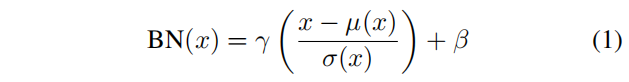 BN(x) = γ ( (x − μ(x)) / σ(x) ) + β (1)